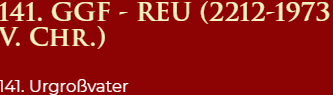 141. GGF - REU (2212-1973
V. CHR.)
141. Urgroßvater